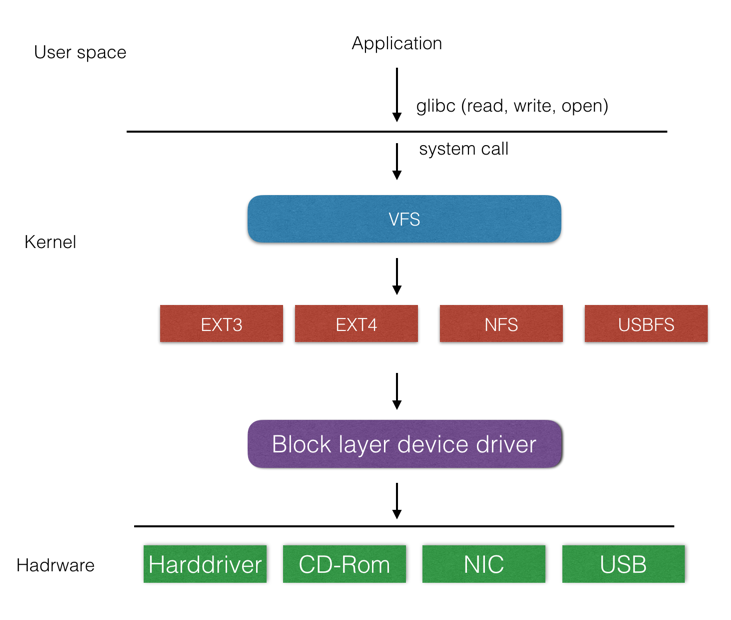 Application
User space
glibc (read, write, open)
system call
VFS
Kernel
EXT3 EXT4 NFS USBFS
Block layer device driver
Hadrware Harddriver CD-Rom NIC USB